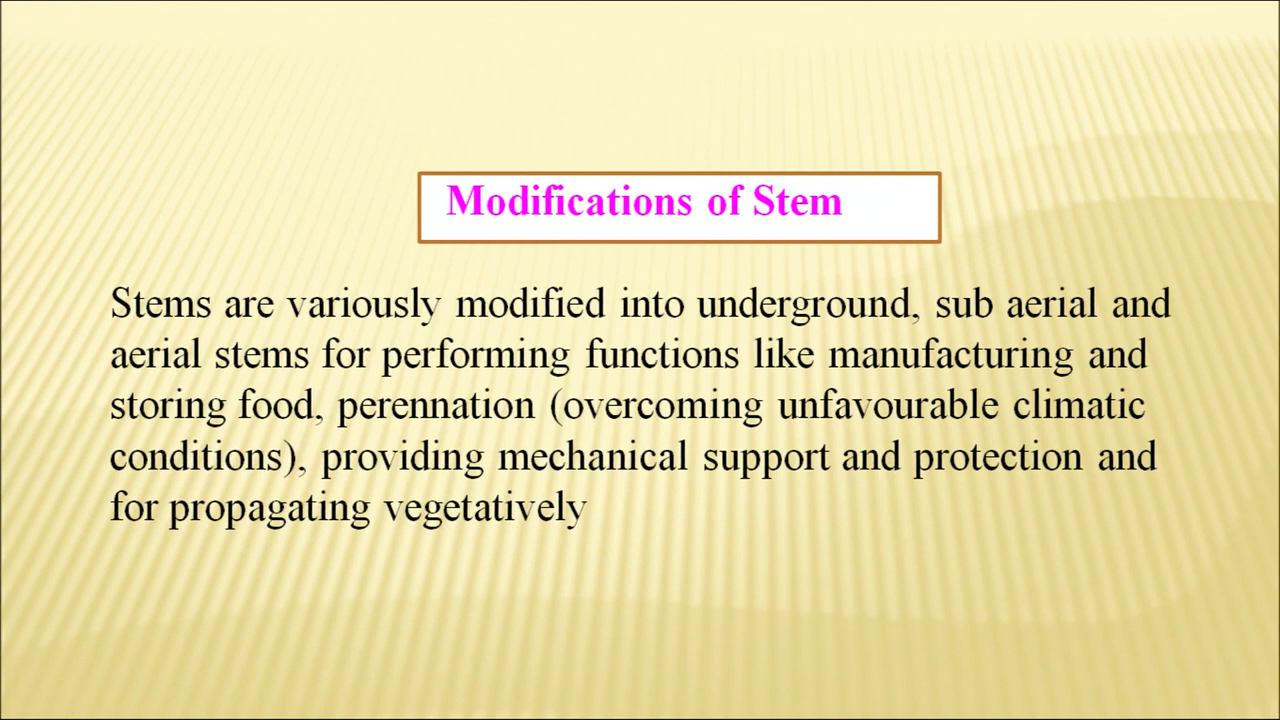 Modifications of Stem
Stems are variously modified into underground, sub aerial and
aerial stems for performing functions like manufacturing and
storing food, perennation (overcoming unfavourable climatic
conditions), providing mechanical support and protection and
for propagating vegetatively